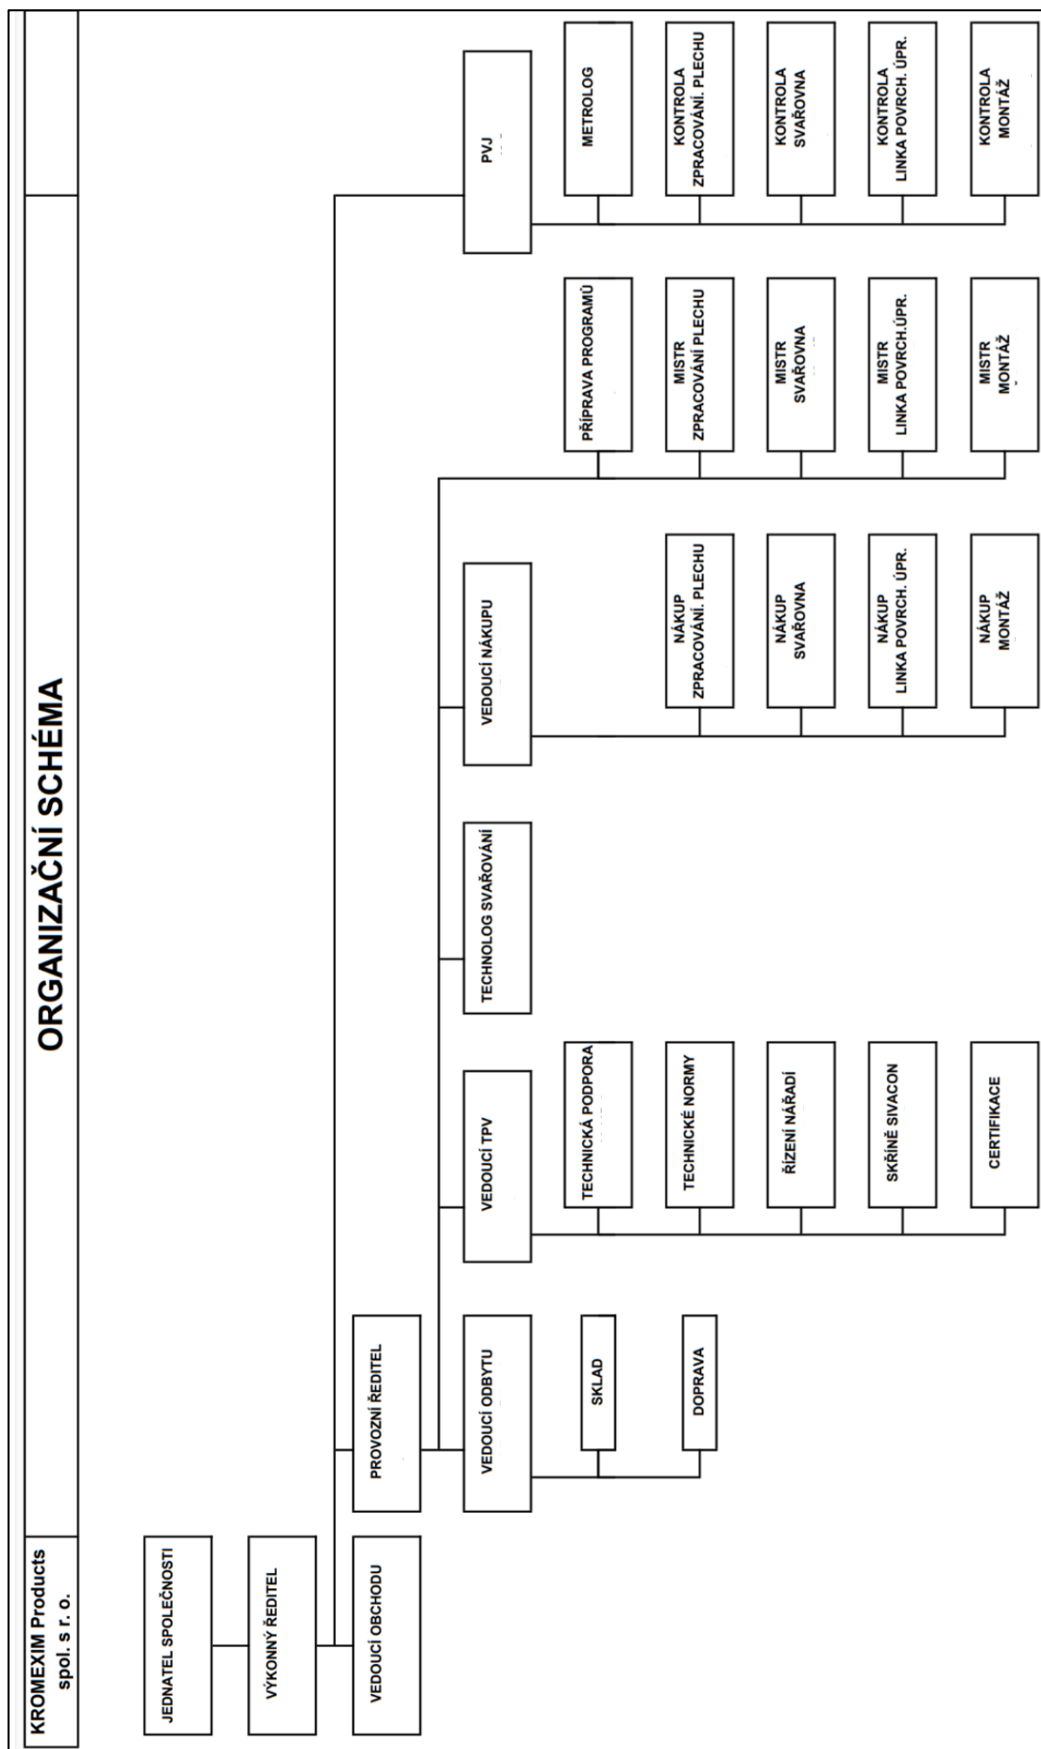 KROMEXIM Products
spol. s r. o.
ORGANIZAČNÍ SCHÉMA
JEDNATEL SPOLEČNOSTI
VÝKONNÝ ŘEDITEL
VEDOUCÍ OBCHODU
PROVOZNÍ ŘEDITEL
VEDOUCÍ ODBYTU
SKLAD
DOPRAVA
VEDOUCÍ TPV
TECHNICKÁ PODPORA
TECHNICKÉ NORMY
ŘÍZENÍ NÁŘADÍ
SKŘÍNĚ SIVACON
CERTIFIKACE
TECHNOLOG SVAŘOVÁNÍ
VEDOUCÍ NÁKUPU
NÁKUP
ZPRACOVÁNÍ. PLECHU
NÁKUP
SVAŘOVNA
NÁKUP
LINKA POVRCH. ÚPR.
NÁKUP
MONTÁŽ
PŘÍPRAVA PROGRAMŮ
MISTR
ZPRACOVÁNÍ PLECHU
MISTR
SVAŘOVNA
MISTR
LINKA POVRCH.ÚPR.
MISTR
MONTÁŽ
PVJ
METROLOG
KONTROLA
ZPRACOVÁNÍ. PLECHU
KONTROLA
SVAŘOVNA
KONTROLA
LINKA POVRCH. ÚPR.
KONTROLA
MONTÁŽ